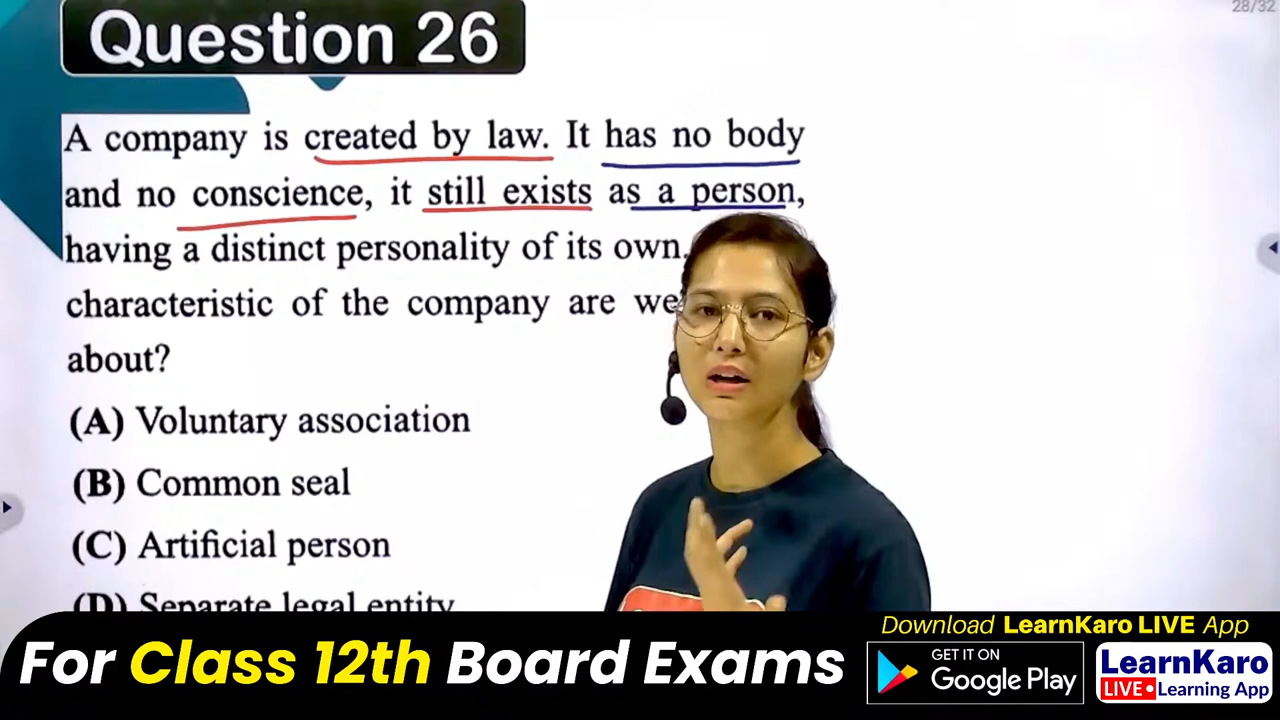 28/32
Question 26
A company is created by law. It has no body
and no conscience, it still exists as a person,
having a distinct personality of its own.
characteristic of the company are we
about?
(A) Voluntary association
(B) Common seal
(C) Artificial person
(D) Separate legal entity
For Class 12th Board Exams
Download LearnKaro LIVE App
GET IT ON
Google Play
LearnKaro
LIVE • Learning App